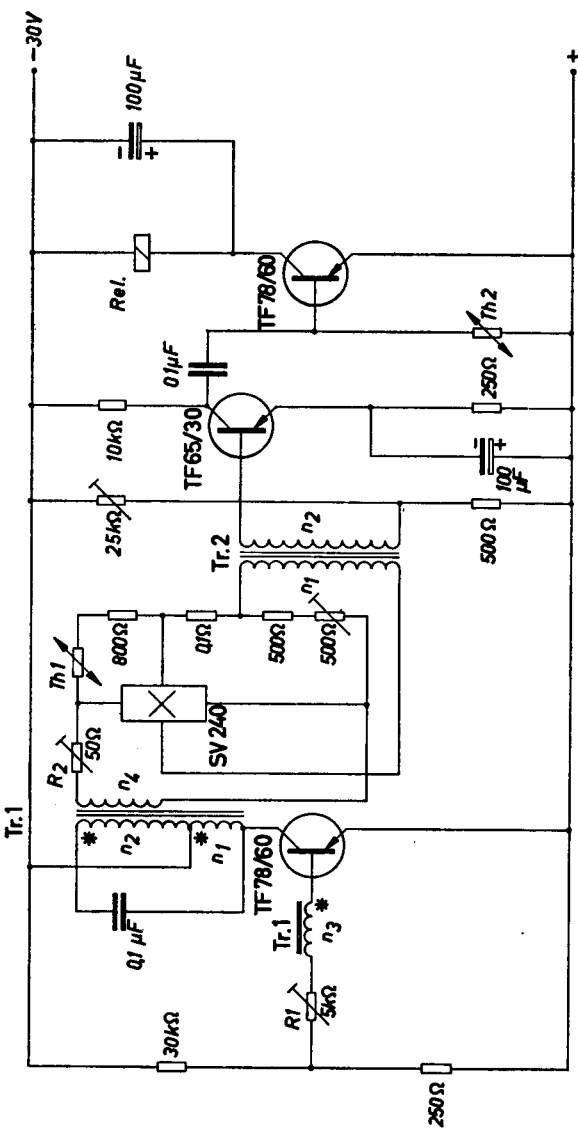 Tr.1
-30V
0,1 µF
*
n2
*
n1
n4
R2
50Ω
Th1
800Ω
0,1Ω
500Ω
500Ω
SV 240
Tr.2
n1
n2
25kΩ
10kΩ
TF65/30
0,1µF
Rel.
100µF
-
+
TF78/60
TF78/60
Tr.1
*
n3
R1
5kΩ
30kΩ
250Ω
500Ω
-
+
100
µF
250Ω
Th2
+